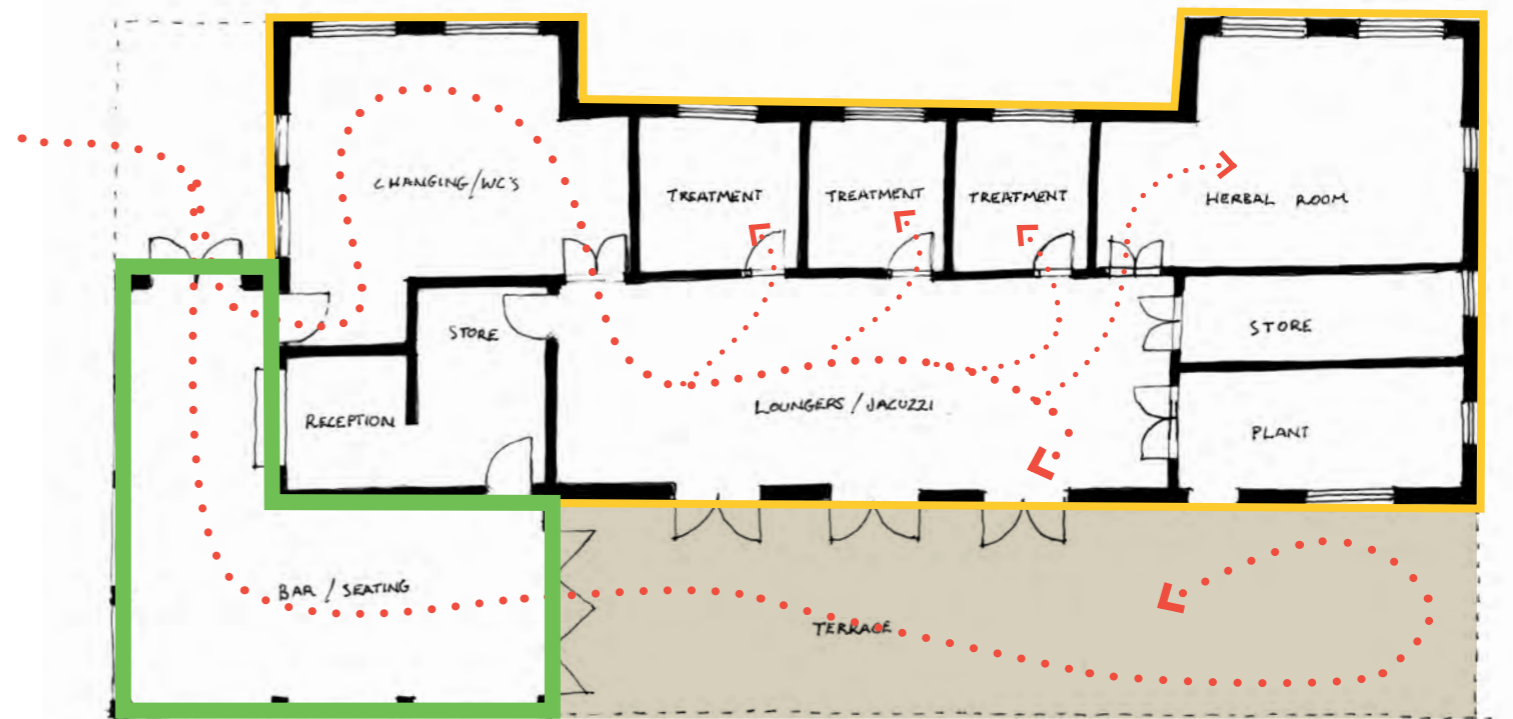 CHANGING/WC'S
TREATMENT
TREATMENT
TREATMENT
HERBAL ROOM
STORE
STORE
RECEPTION
LOUNGERS / JACUZZI
PLANT
BAR / SEATING
TERRACE